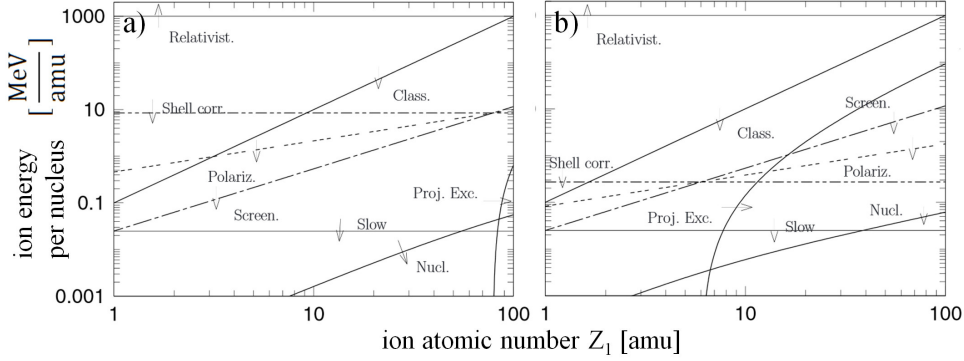 a)
b)
1000
10
0.1
0.001
[ MeV
amu ]
ion energy
per nucleus
Relativist.
Class.
Shell corr.
Polariz.
Proj. Exc.
Screen.
Slow
Nucl.
1
10
100
Relativist.
Screen.
Class.
Shell corr.
Polariz.
Proj. Exc.
Nucl.
Slow
1
10
100
ion atomic number Z1 [amu]